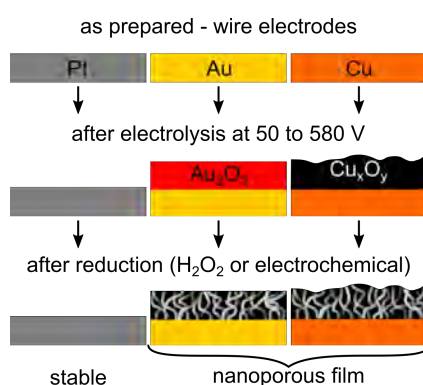 as prepared - wire electrodes
Pt Au Cu
after electrolysis at 50 to 580 V
Au₂O₃ CuₓOᵧ
after reduction (H₂O₂ or electrochemical)
stable nanoporous film